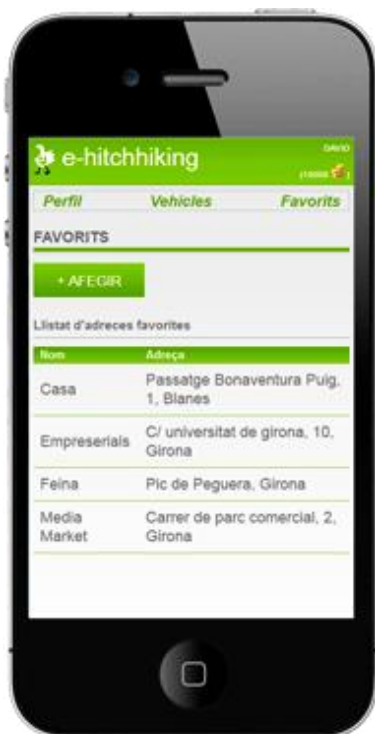 DAVID
e-hitchhiking
Perfil Vehicles Favorits
FAVORITS
+ AFEGIR
Llistat d'adreces favorites
Nom Adreça
Casa Passatge Bonaventura Puig,
1, Blanes
Empreserials C/ universitat de girona, 10,
Girona
Feina Pic de Peguera, Girona
Media Carrer de parc comercial, 2,
Market Girona